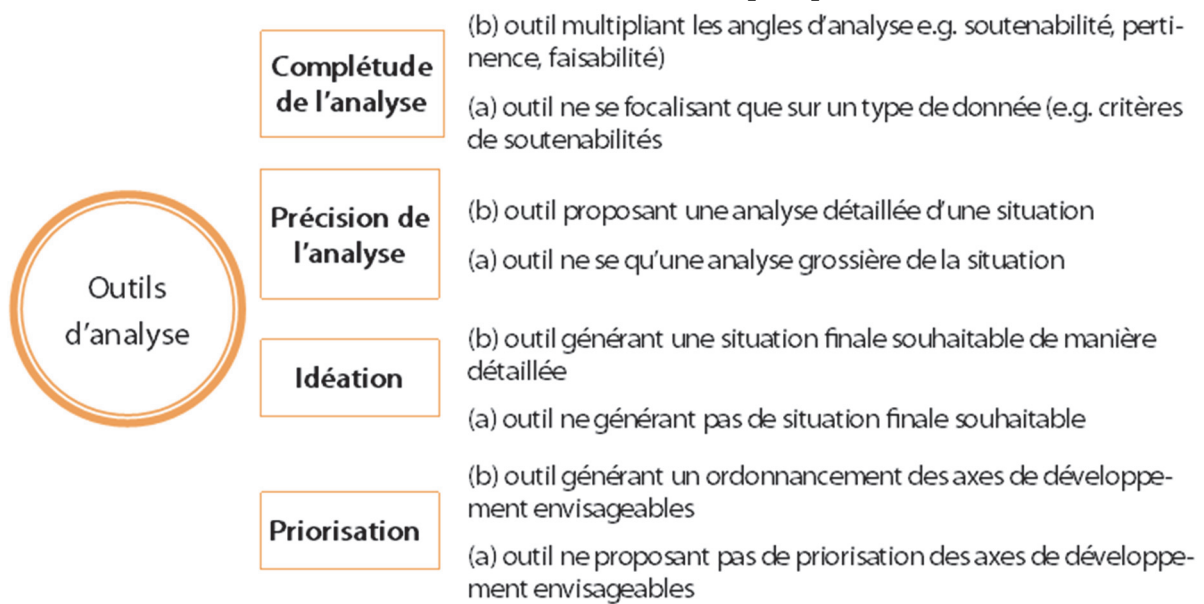 Outils
d'analyse
Complétude
de l'analyse
(b) outil multipliant les angles d'analyse e.g. soutenabilité, perti-
nence, faisabilité)
(a) outil ne se focalisant que sur un type de donnée (e.g. critères
de soutenabilités
Précision de
l'analyse
(b) outil proposant une analyse détaillée d'une situation
(a) outil ne se qu'une analyse grossière de la situation
Idéation
(b) outil générant une situation finale souhaitable de manière
détaillée
(a) outil ne générant pas de situation finale souhaitable
Priorisation
(b) outil générant un ordonnancement des axes de développe-
ment envisageables
(a) outil ne proposant pas de priorisation des axes de développe-
ment envisageables